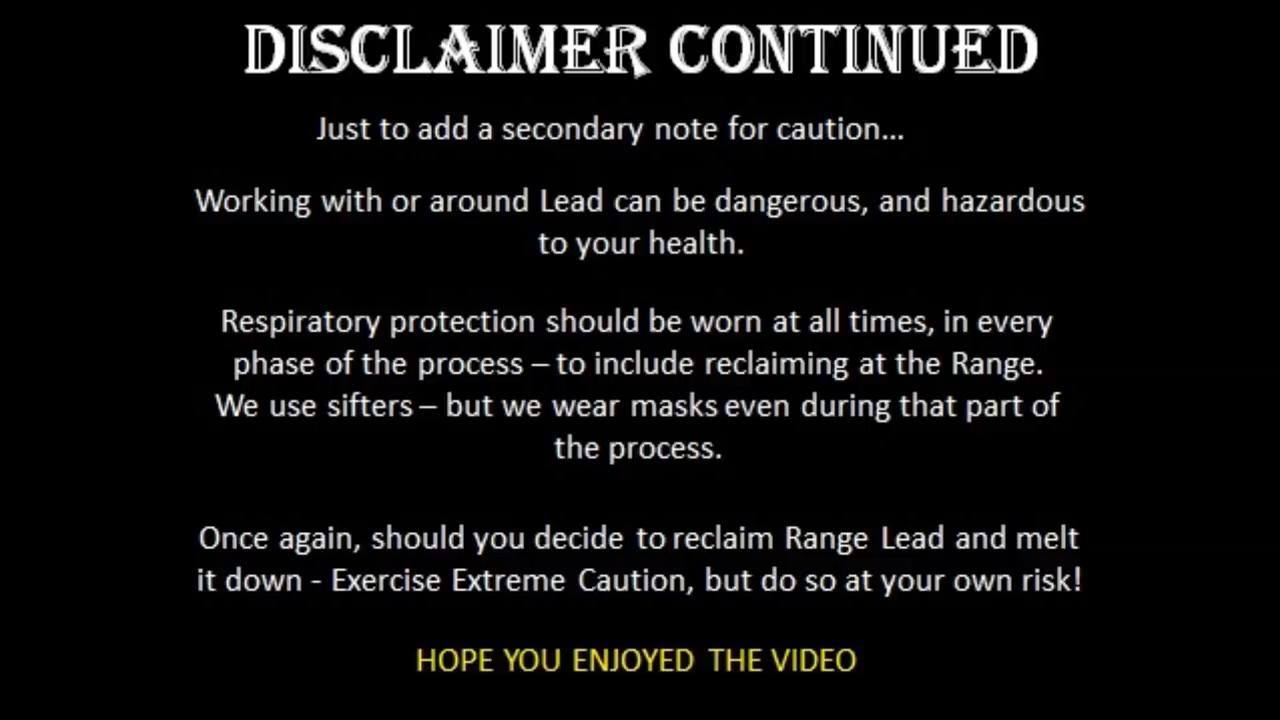 DISCLAIMER CONTINUED
Just to add a secondary note for caution...
Working with or around Lead can be dangerous, and hazardous
to your health.
Respiratory protection should be worn at all times, in every
phase of the process – to include reclaiming at the Range.
We use sifters – but we wear masks even during that part of
the process.
Once again, should you decide to reclaim Range Lead and melt
it down - Exercise Extreme Caution, but do so at your own risk!
HOPE YOU ENJOYED THE VIDEO